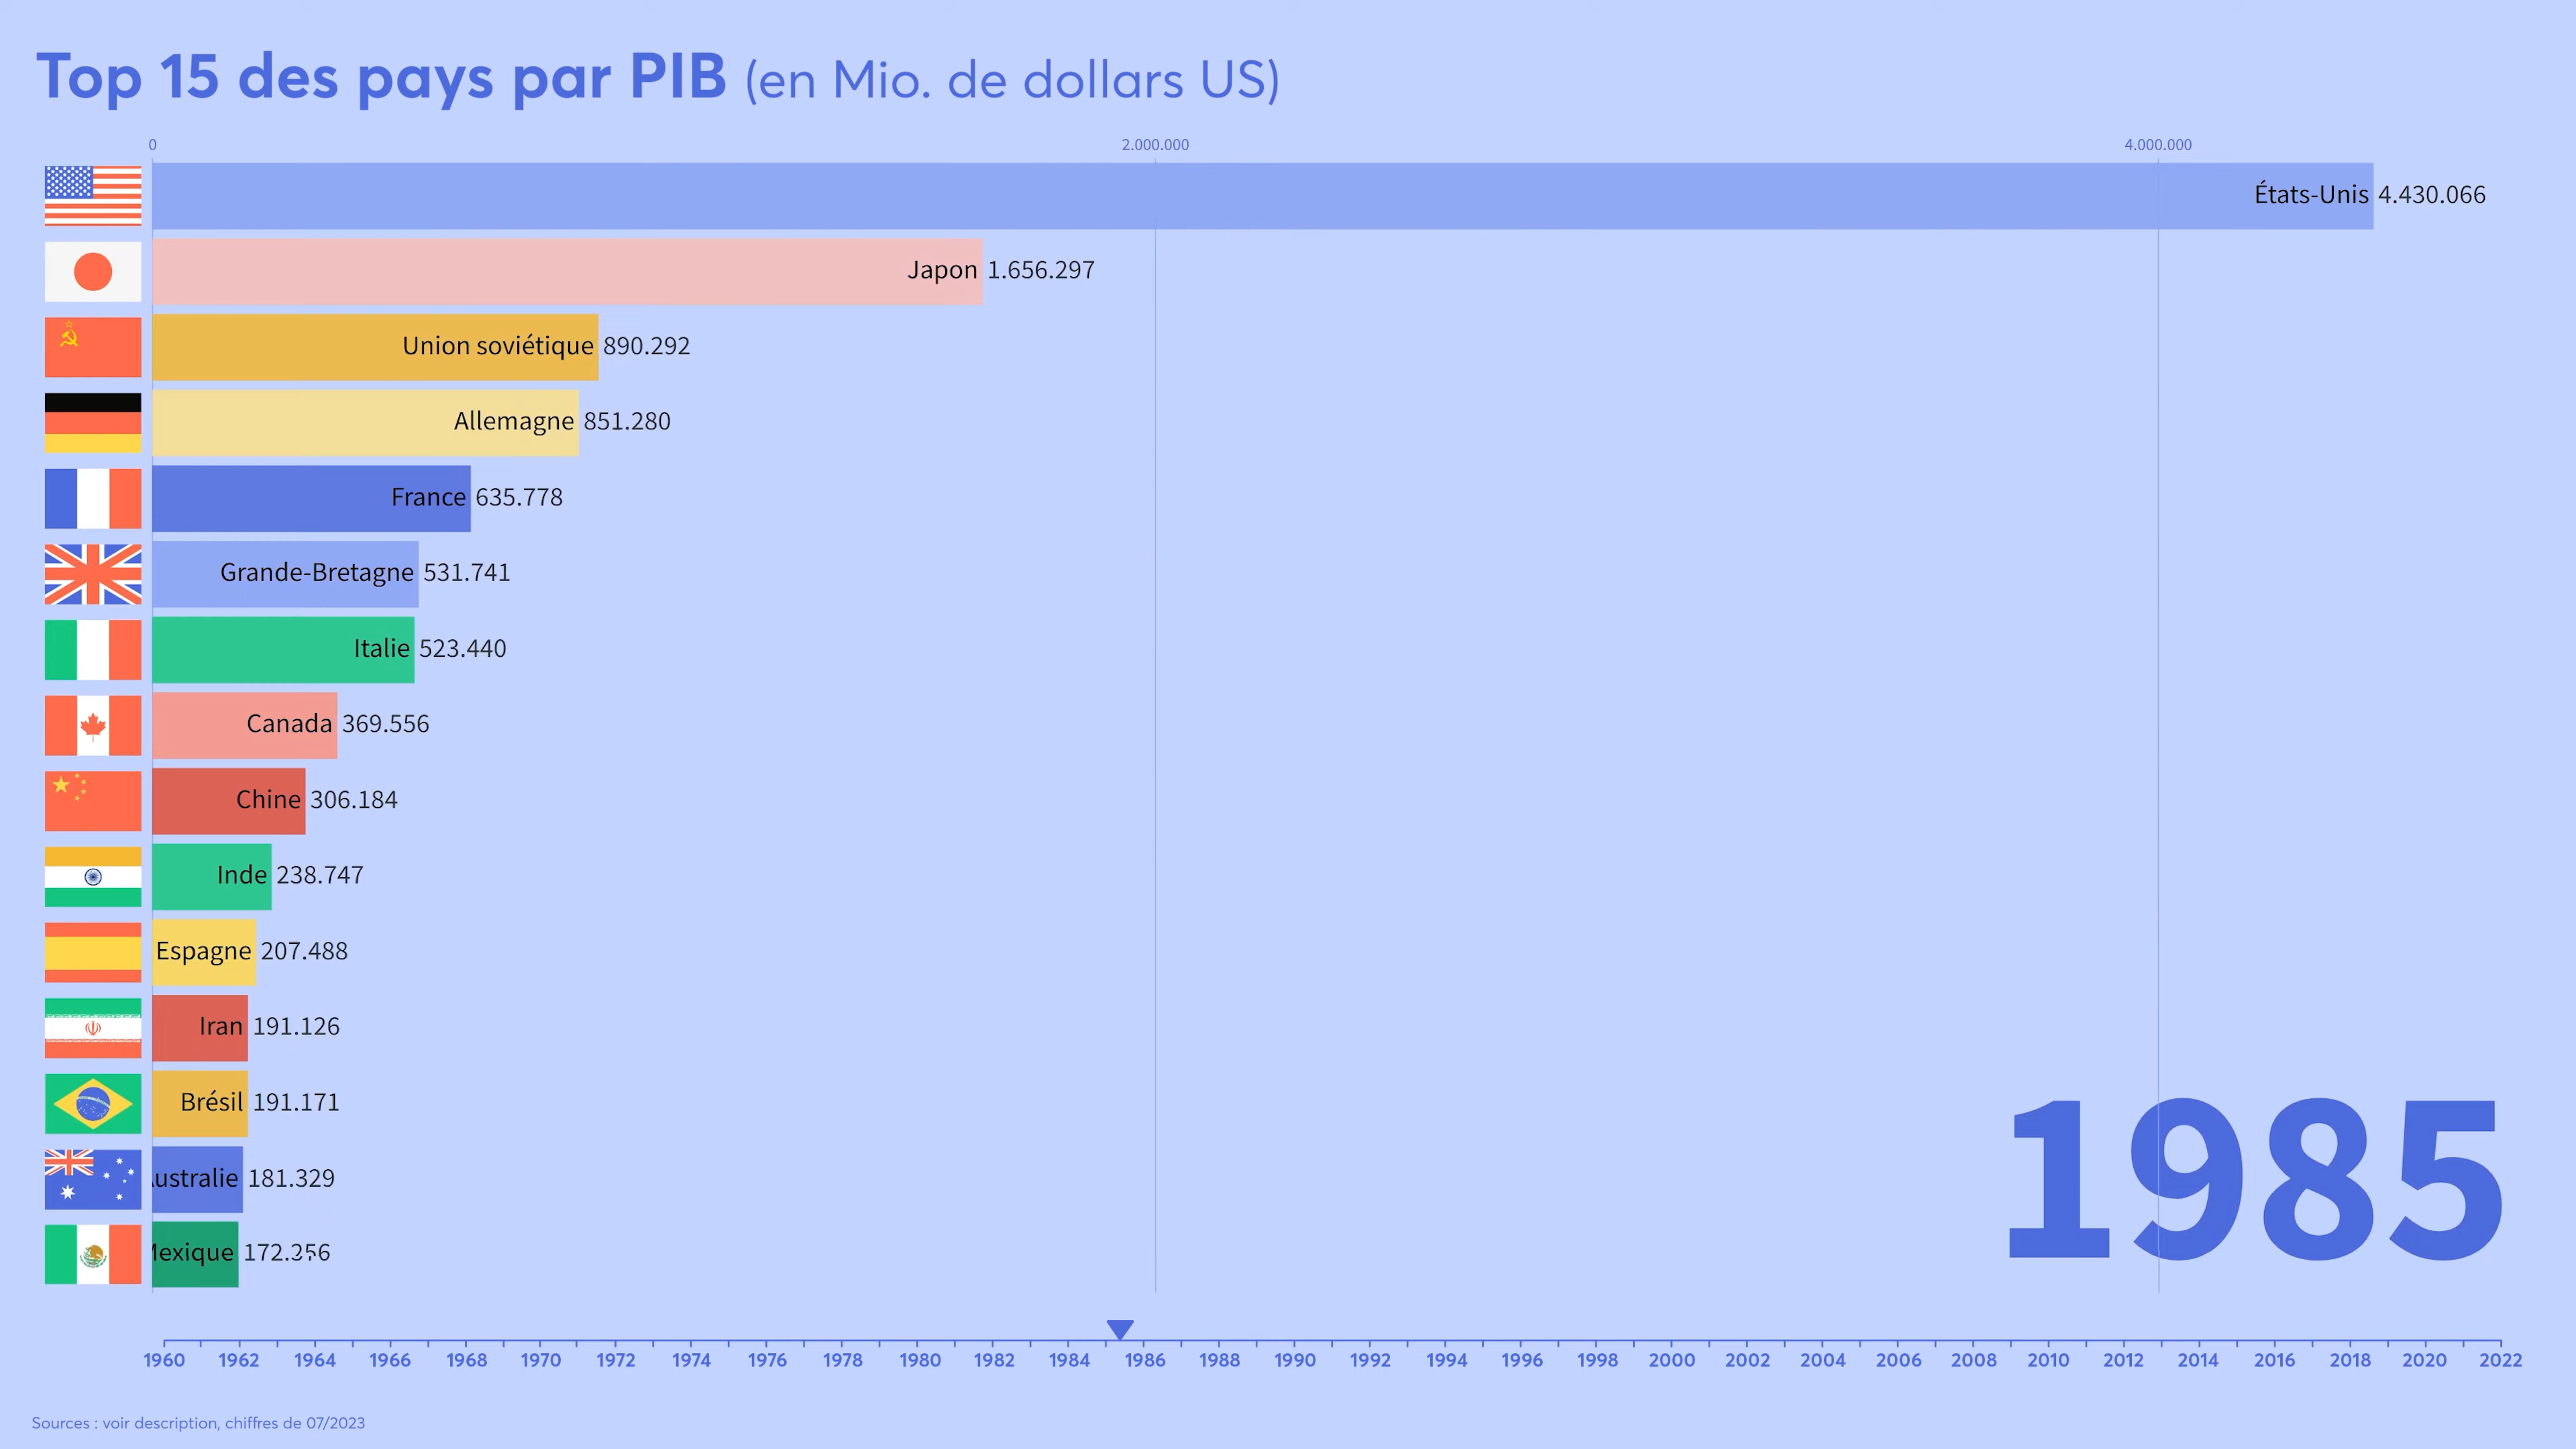 Top 15 des pays par PIB (en Mio. de dollars US)
0 2.000.000 4.000.000
États-Unis 4.430.066
Japon 1.656.297
Union soviétique 890.292
Allemagne 851.280
France 635.778
Grande-Bretagne 531.741
Italie 523.440
Canada 369.556
Chine 306.184
Inde 238.747
Espagne 207.488
Iran 191.126
Brésil 191.171
ustralie 181.329
exique
1985
1960 1962 1964 1966 1968 1970 1972 1974 1976 1978 1980 1982 1984 1986 1988 1990 1992 1994 1996 1998 2000 2002 2004 2006 2008 2010 2012 2014 2016 2018 2020 2022
Sources : voir description, chiffres de 07/2023